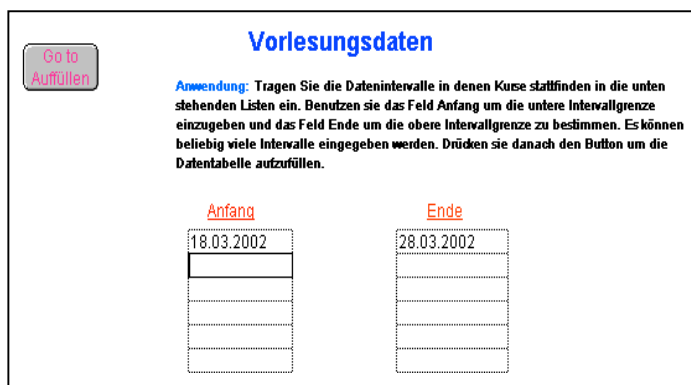 Vorlesungsdaten
Go to
Auffüllen
Anwendung: Tragen Sie die Datenintervalle in denen Kurse stattfinden in die unten
stehenden Listen ein. Benutzen sie das Feld Anfang um die untere Intervallgrenze
einzugeben und das Feld Ende um die obere Intervallgrenze zu bestimmen. Es können
beliebig viele Intervalle eingegeben werden. Drücken sie danach den Button um die
Datentabelle aufzufüllen.
Anfang Ende
18.03.2002 28.03.2002